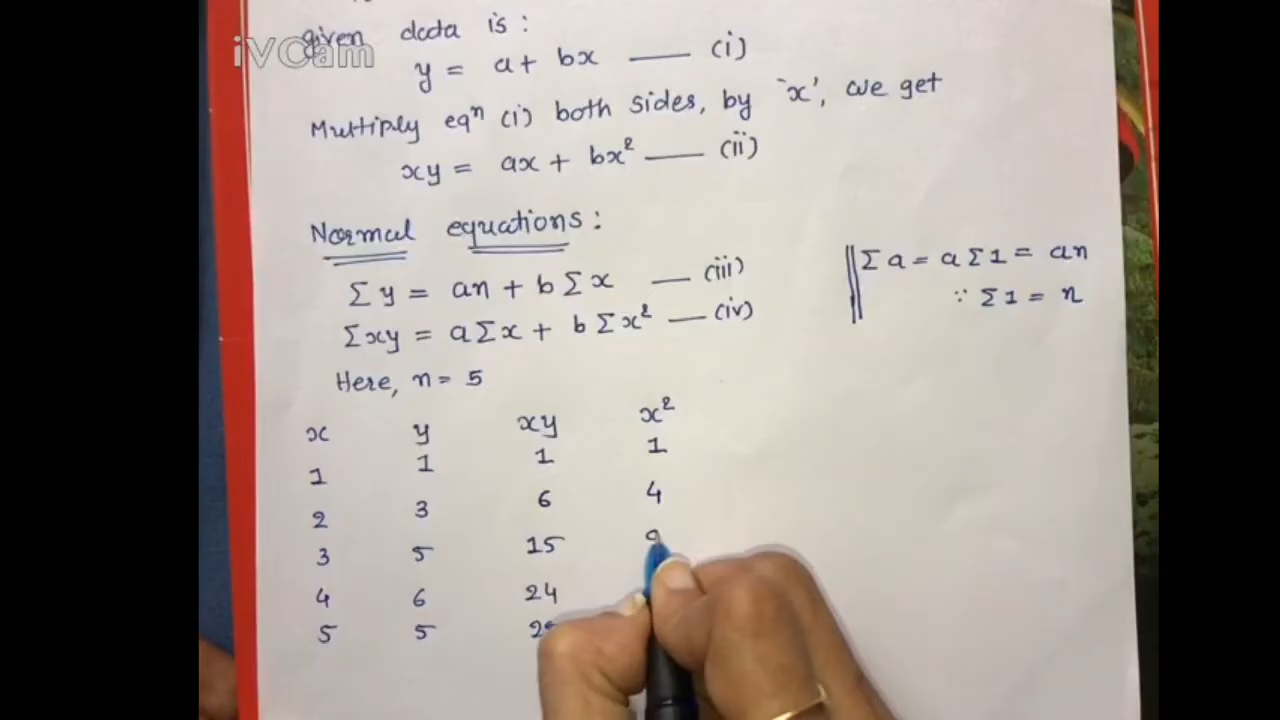 given data is:
iVCam
y = a + bx —— (i)
Multiply eqⁿ (i) both sides, by 'x', we get
xy = ax + bx² —— (ii)
Normal equations:
Σy = an + bΣx — (iii)
Σxy = aΣx + bΣx² — (iv)
‖ Σa = aΣ1 = an
∵ Σ1 = n
Here, n = 5
x y xy x²
1 1 1 1
2 3 6 4
3 5 15
4 6 24
5 5